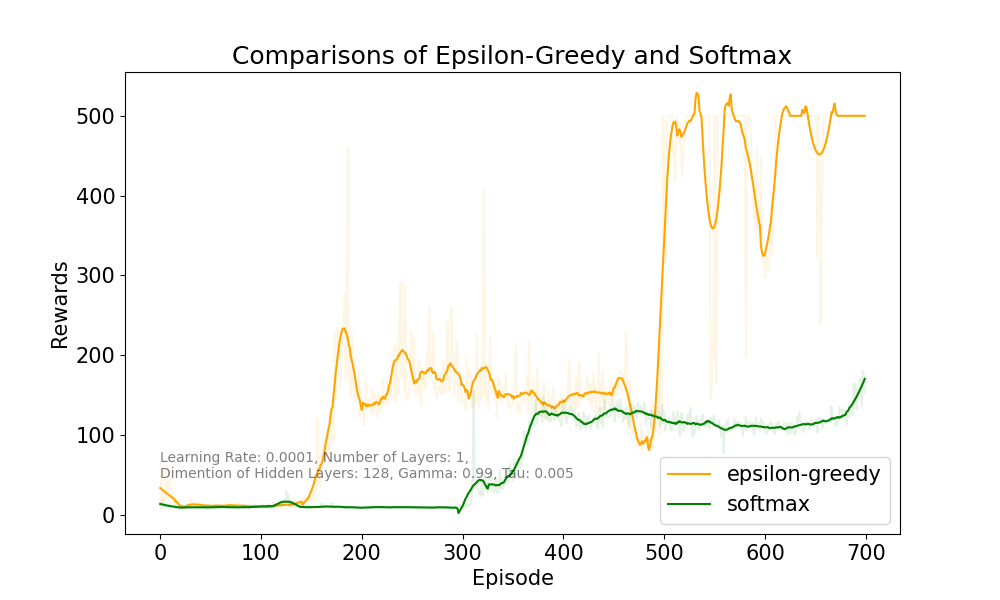 Comparisons of Epsilon-Greedy and Softmax
Rewards
500
400
300
200
100
0
Learning Rate: 0.0001, Number of Layers: 1,
Dimention of Hidden Layers: 128, Gamma: 0.99, Tau: 0.005
epsilon-greedy
softmax
0 100 200 300 400 500 600 700
Episode